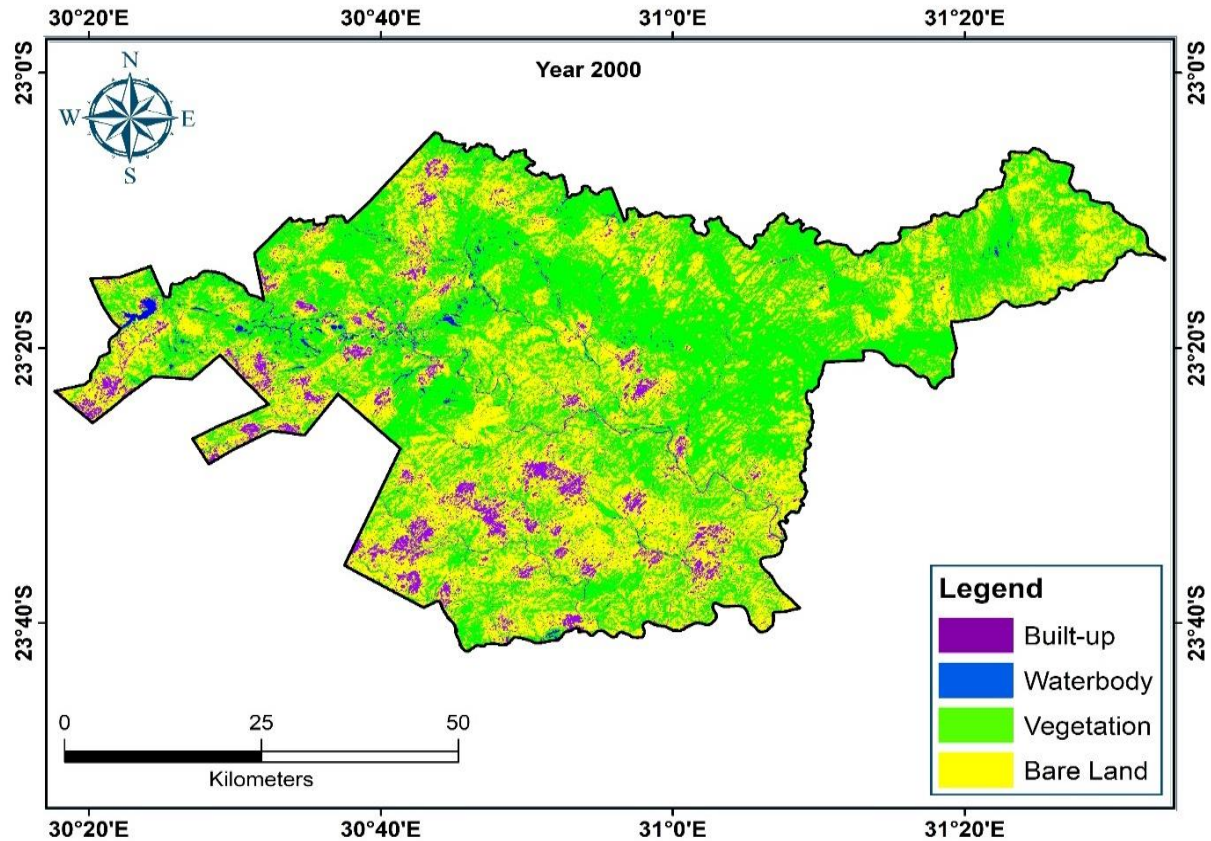 30°20'E 30°40'E 31°0'E 31°20'E
Year 2000
N
W E
S
23°0'S 23°0'S
23°20'S 23°20'S
23°40'S 23°40'S
Legend
Built-up
Waterbody
Vegetation
Bare Land
0 25 50
Kilometers
30°20'E 30°40'E 31°0'E 31°20'E